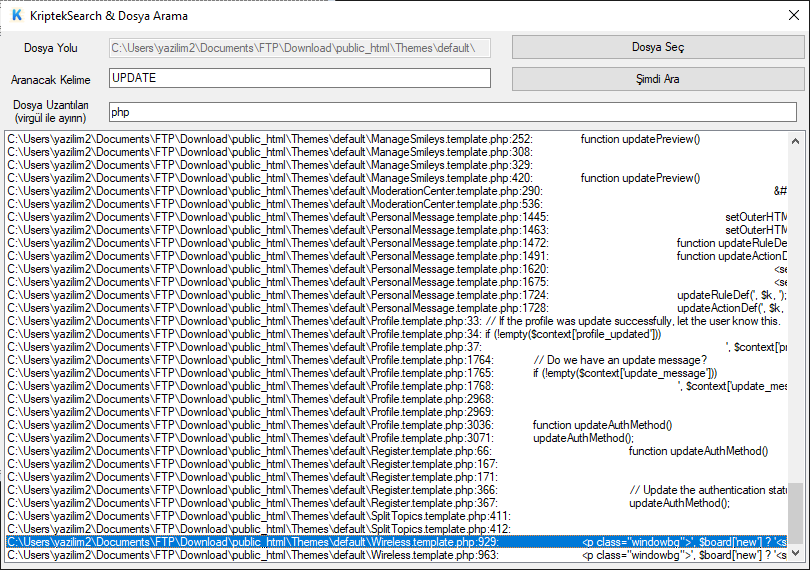 KriptekSearch & Dosya Arama
Dosya Yolu C:\Users\yazilim2\Documents\FTP\Download\public_html\Themes\default\ Dosya Seç
Aranacak Kelime UPDATE Şimdi Ara
Dosya Uzantıları
(virgül ile ayırın) php
C:\Users\yazilim2\Documents\FTP\Download\public_html\Themes\default\ManageSmileys.template.php:252: function updatePreview()
C:\Users\yazilim2\Documents\FTP\Download\public_html\Themes\default\ManageSmileys.template.php:308:
C:\Users\yazilim2\Documents\FTP\Download\public_html\Themes\default\ManageSmileys.template.php:329:
C:\Users\yazilim2\Documents\FTP\Download\public_html\Themes\default\ManageSmileys.template.php:420: function updatePreview()
C:\Users\yazilim2\Documents\FTP\Download\public_html\Themes\default\ModerationCenter.template.php:290: &#
C:\Users\yazilim2\Documents\FTP\Download\public_html\Themes\default\ModerationCenter.template.php:536:
C:\Users\yazilim2\Documents\FTP\Download\public_html\Themes\default\PersonalMessage.template.php:1445: setOuterHTM
C:\Users\yazilim2\Documents\FTP\Download\public_html\Themes\default\PersonalMessage.template.php:1463: setOuterHTM
C:\Users\yazilim2\Documents\FTP\Download\public_html\Themes\default\PersonalMessage.template.php:1472: function updateRuleDe
C:\Users\yazilim2\Documents\FTP\Download\public_html\Themes\default\PersonalMessage.template.php:1491: function updateActionD
C:\Users\yazilim2\Documents\FTP\Download\public_html\Themes\default\PersonalMessage.template.php:1620: <se
C:\Users\yazilim2\Documents\FTP\Download\public_html\Themes\default\PersonalMessage.template.php:1675: <se
C:\Users\yazilim2\Documents\FTP\Download\public_html\Themes\default\PersonalMessage.template.php:1724: updateRuleDef(', $k, ');
C:\Users\yazilim2\Documents\FTP\Download\public_html\Themes\default\PersonalMessage.template.php:1728: updateActionDef(', $k,
C:\Users\yazilim2\Documents\FTP\Download\public_html\Themes\default\Profile.template.php:33: // If the profile was update successfully, let the user know this.
C:\Users\yazilim2\Documents\FTP\Download\public_html\Themes\default\Profile.template.php:34: if (!empty($context['profile_updated']))
C:\Users\yazilim2\Documents\FTP\Download\public_html\Themes\default\Profile.template.php:37: ', $context['pr
C:\Users\yazilim2\Documents\FTP\Download\public_html\Themes\default\Profile.template.php:1764: // Do we have an update message?
C:\Users\yazilim2\Documents\FTP\Download\public_html\Themes\default\Profile.template.php:1765: if (!empty($context['update_message']))
C:\Users\yazilim2\Documents\FTP\Download\public_html\Themes\default\Profile.template.php:1768: ', $context['update_mes
C:\Users\yazilim2\Documents\FTP\Download\public_html\Themes\default\Profile.template.php:2968:
C:\Users\yazilim2\Documents\FTP\Download\public_html\Themes\default\Profile.template.php:2969:
C:\Users\yazilim2\Documents\FTP\Download\public_html\Themes\default\Profile.template.php:3036: function updateAuthMethod()
C:\Users\yazilim2\Documents\FTP\Download\public_html\Themes\default\Profile.template.php:3071: updateAuthMethod();
C:\Users\yazilim2\Documents\FTP\Download\public_html\Themes\default\Register.template.php:66: function updateAuthMethod()
C:\Users\yazilim2\Documents\FTP\Download\public_html\Themes\default\Register.template.php:167:
C:\Users\yazilim2\Documents\FTP\Download\public_html\Themes\default\Register.template.php:171:
C:\Users\yazilim2\Documents\FTP\Download\public_html\Themes\default\Register.template.php:366: // Update the authentication stat
C:\Users\yazilim2\Documents\FTP\Download\public_html\Themes\default\Register.template.php:367: updateAuthMethod();
C:\Users\yazilim2\Documents\FTP\Download\public_html\Themes\default\SplitTopics.template.php:411:
C:\Users\yazilim2\Documents\FTP\Download\public_html\Themes\default\SplitTopics.template.php:412:
C:\Users\yazilim2\Documents\FTP\Download\public_html\Themes\default\Wireless.template.php:929: <p class="windowbg">', $board['new'] ? '<s
C:\Users\yazilim2\Documents\FTP\Download\public_html\Themes\default\Wireless.template.php:963: <p class="windowbg">', $board['new'] ? '<s